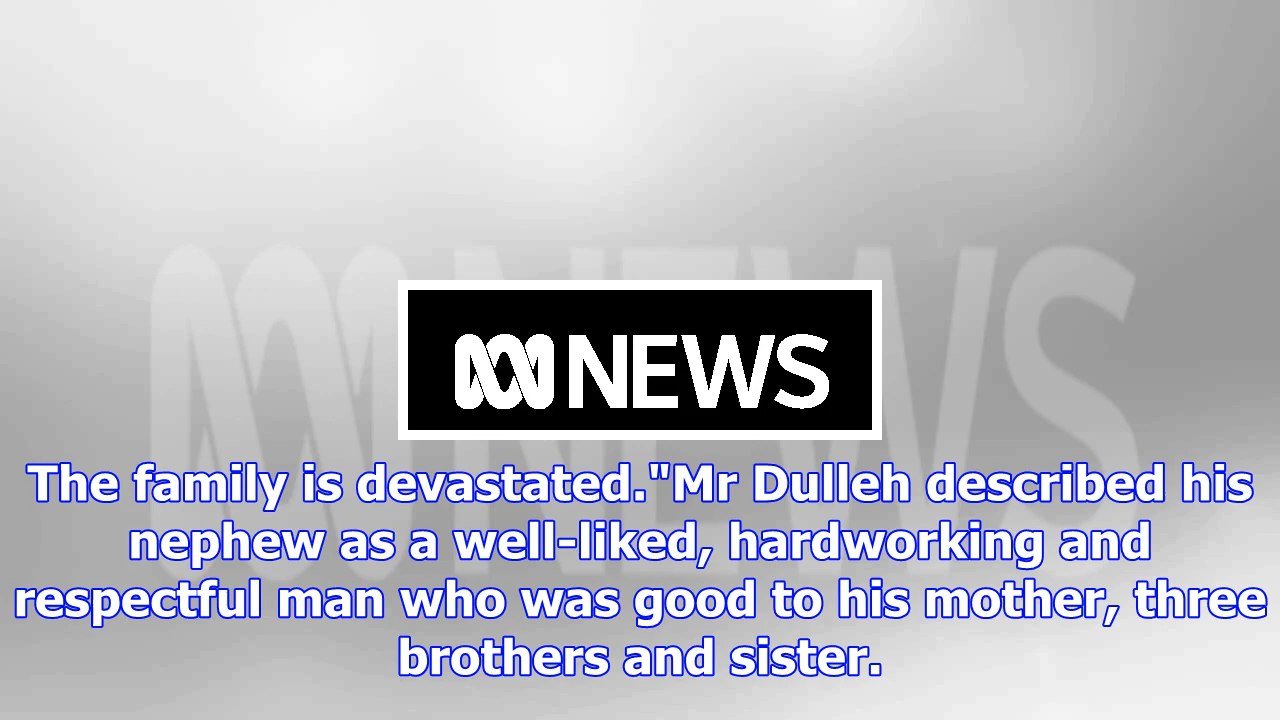 NEWS
NEWS
The family is devastated."Mr Dulleh described his
nephew as a well-liked, hardworking and
respectful man who was good to his mother, three
brothers and sister.